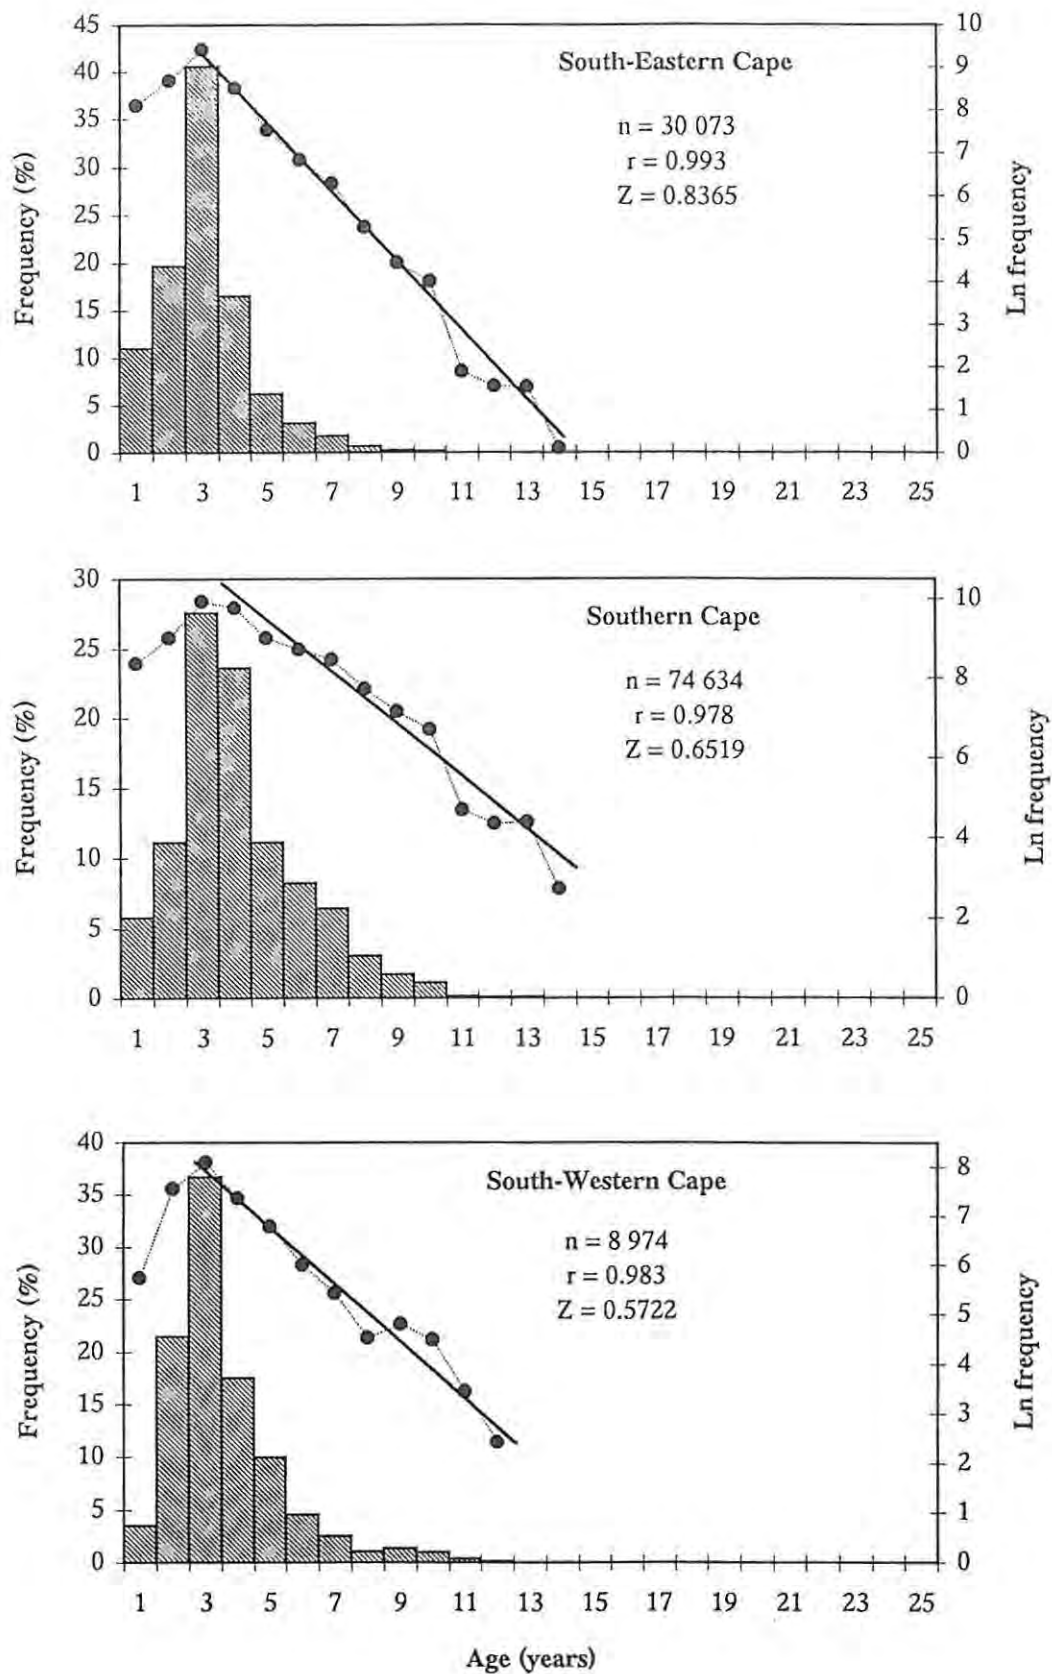 South-Eastern Cape
n = 30 073
r = 0.993
Z = 0.8365
Frequency (%)
45
40
35
30
25
20
15
10
5
0
Ln frequency
10
9
8
7
6
5
4
3
2
1
0
1 3 5 7 9 11 13 15 17 19 21 23 25
Southern Cape
n = 74 634
r = 0.978
Z = 0.6519
Frequency (%)
30
25
20
15
10
5
0
Ln frequency
10
8
6
4
2
0
1 3 5 7 9 11 13 15 17 19 21 23 25
South-Western Cape
n = 8 974
r = 0.983
Z = 0.5722
Frequency (%)
40
35
30
25
20
15
10
5
0
Ln frequency
8
7
6
5
4
3
2
1
0
1 3 5 7 9 11 13 15 17 19 21 23 25
Age (years)